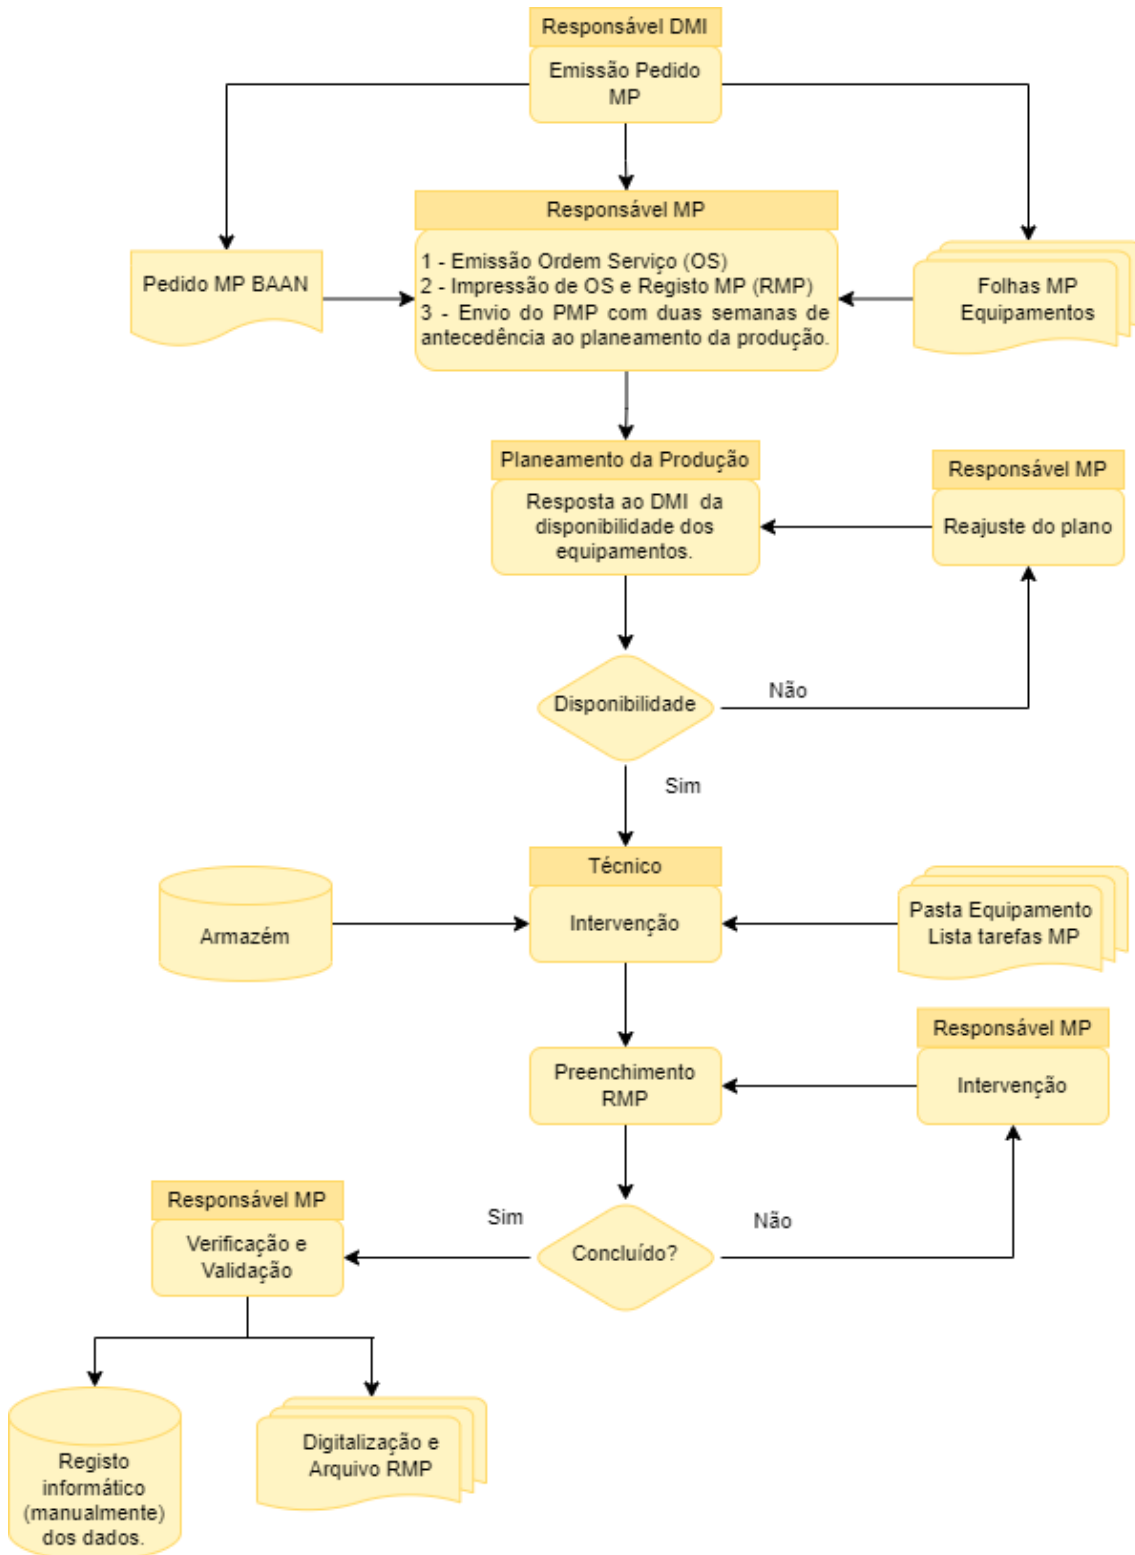 Responsável DMI
Emissão Pedido
MP
Responsável MP
Pedido MP BAAN
1 - Emissão Ordem Serviço (OS)
2 - Impressão de OS e Registo MP (RMP)
3 - Envio do PMP com duas semanas de
antecedência ao planeamento da produção.
Folhas MP
Equipamentos
Planeamento da Produção
Resposta ao DMI da
disponibilidade dos
equipamentos.
Responsável MP
Reajuste do plano
Disponibilidade
Não
Sim
Técnico
Intervenção
Armazém
Pasta Equipamento
Lista tarefas MP
Preenchimento
RMP
Responsável MP
Intervenção
Responsável MP
Verificação e
Validação
Sim
Concluído?
Não
Registo
informático
(manualmente)
dos dados.
Digitalização e
Arquivo RMP